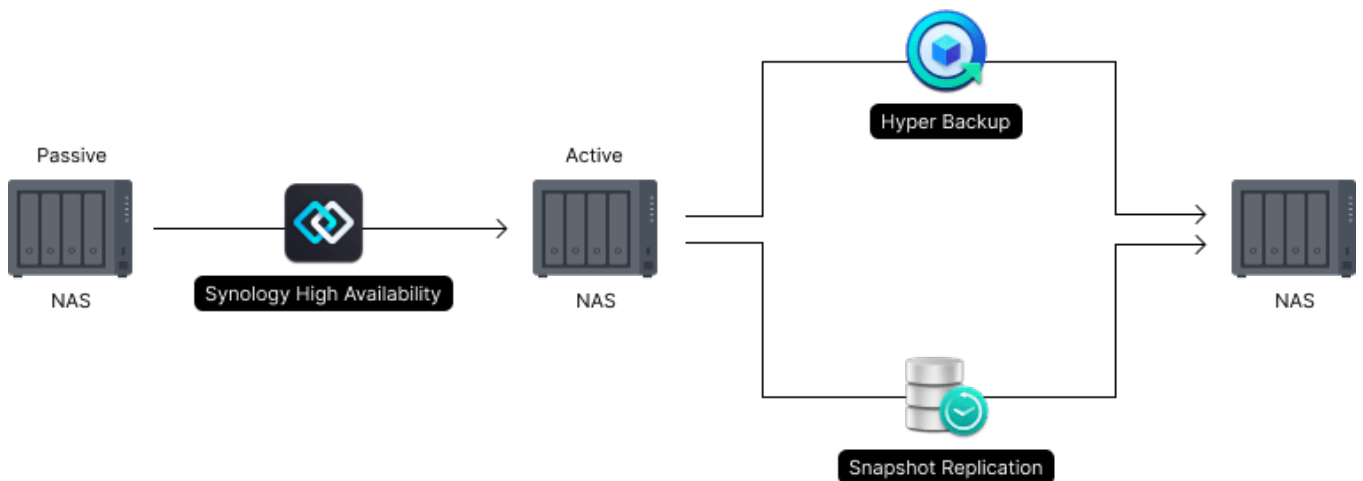 Hyper Backup
Passive
Active
NAS
Synology High Availability
NAS
NAS
Snapshot Replication